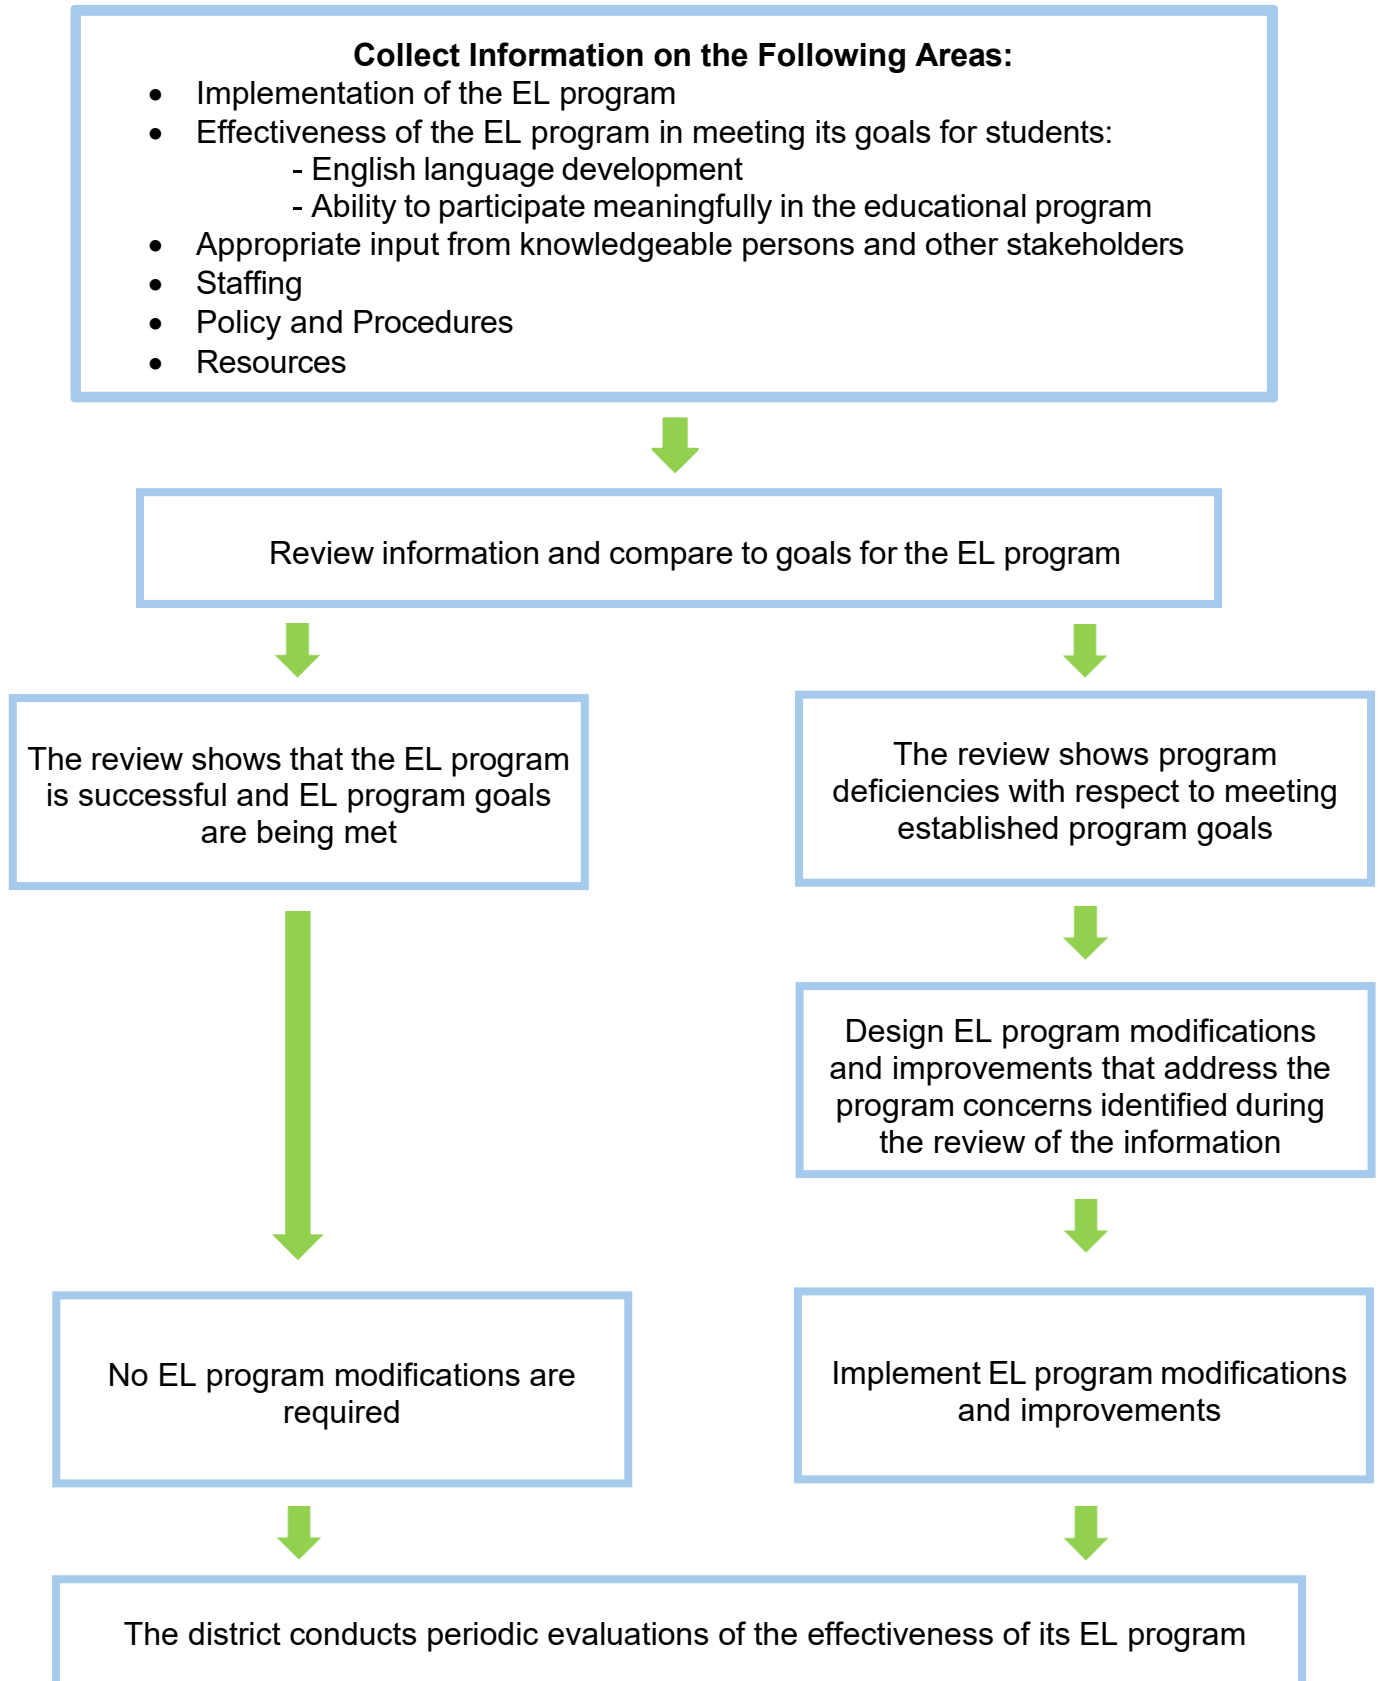 Collect Information on the Following Areas:
• Implementation of the EL program
• Effectiveness of the EL program in meeting its goals for students:
- English language development
- Ability to participate meaningfully in the educational program
• Appropriate input from knowledgeable persons and other stakeholders
• Staffing
• Policy and Procedures
• Resources
Review information and compare to goals for the EL program
The review shows that the EL program
is successful and EL program goals
are being met
The review shows program
deficiencies with respect to meeting
established program goals
Design EL program modifications
and improvements that address the
program concerns identified during
the review of the information
No EL program modifications are
required
Implement EL program modifications
and improvements
The district conducts periodic evaluations of the effectiveness of its EL program